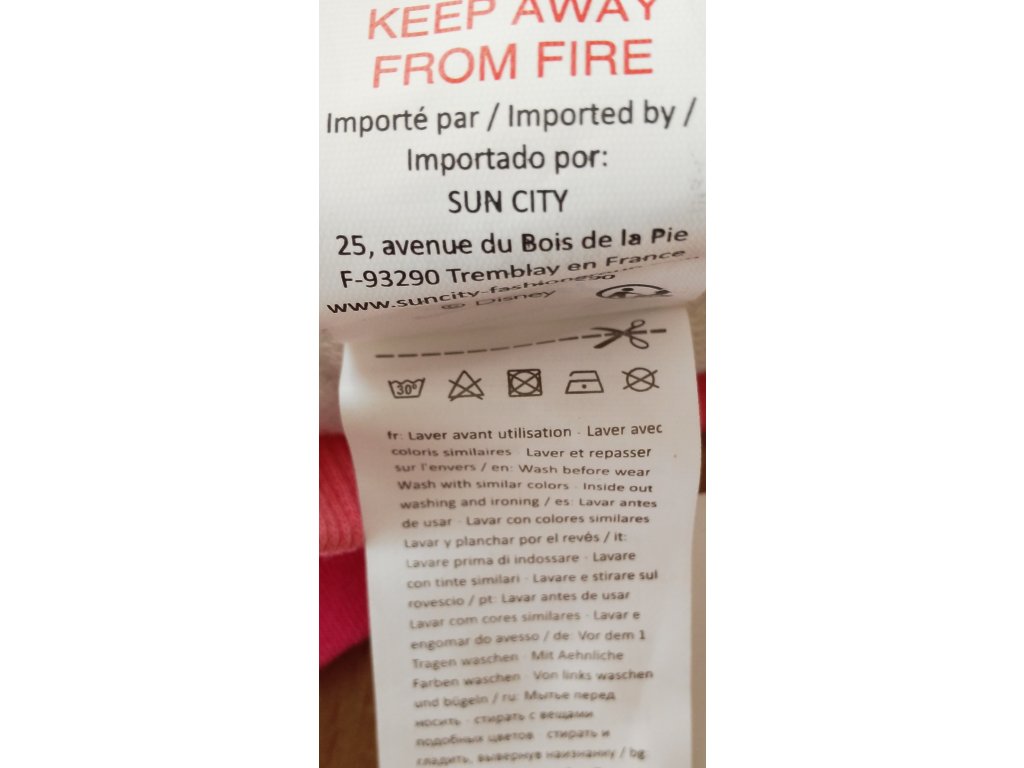 KEEP AWAY
FROM FIRE
Importé par / Imported by /
Importado por:
SUN CITY
25, avenue du Bois de la Pie
F-93290 Tremblay en France
www.suncity-fashion
© Disney
30°
fr: Laver avant utilisation · Laver avec
coloris similaires · Laver et repasser
sur l'envers / en: Wash before wear
Wash with similar colors · Inside out
washing and ironing / es: Lavar antes
de usar · Lavar con colores similares
Lavar y planchar por el revês / it:
Lavare prima di indossare · Lavare
con tinte similari · Lavare e stirare sul
rovescio / pt: Lavar antes de usar
Lavar com cores similares · Lavar e
engomar do avesso / de: Vor dem 1
Tragen waschen · Mit Aehnliche
Farben waschen · Von links waschen
und bügeln / ru: Мытье перед
носить · стирать с вещами
подобных цветов · стирать и
гладить, вывернув наизнанку / bg: